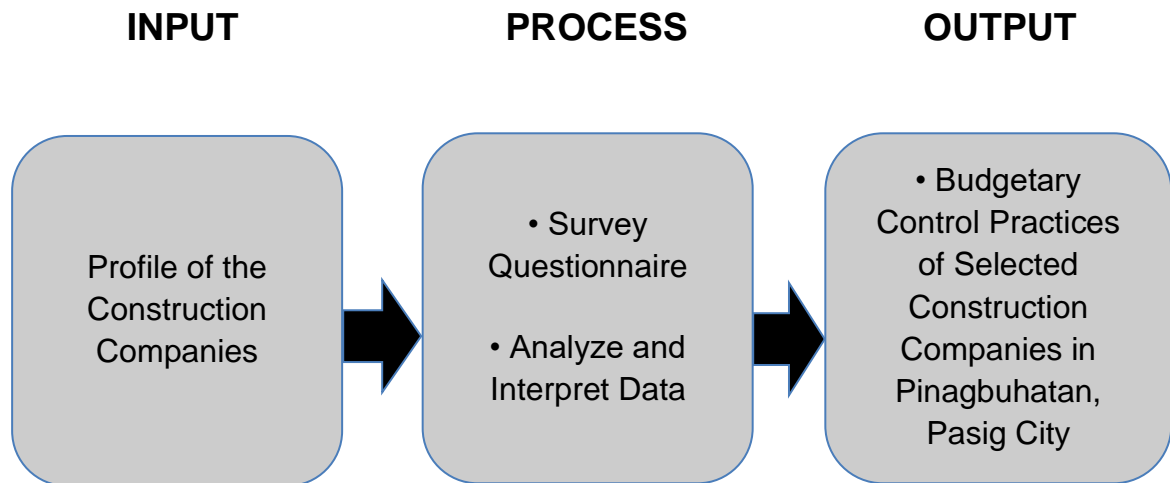 INPUT
PROCESS
OUTPUT
Profile of the
Construction
Companies
• Survey
Questionnaire
• Analyze and
Interpret Data
• Budgetary
Control Practices
of Selected
Construction
Companies in
Pinagbuhatan,
Pasig City